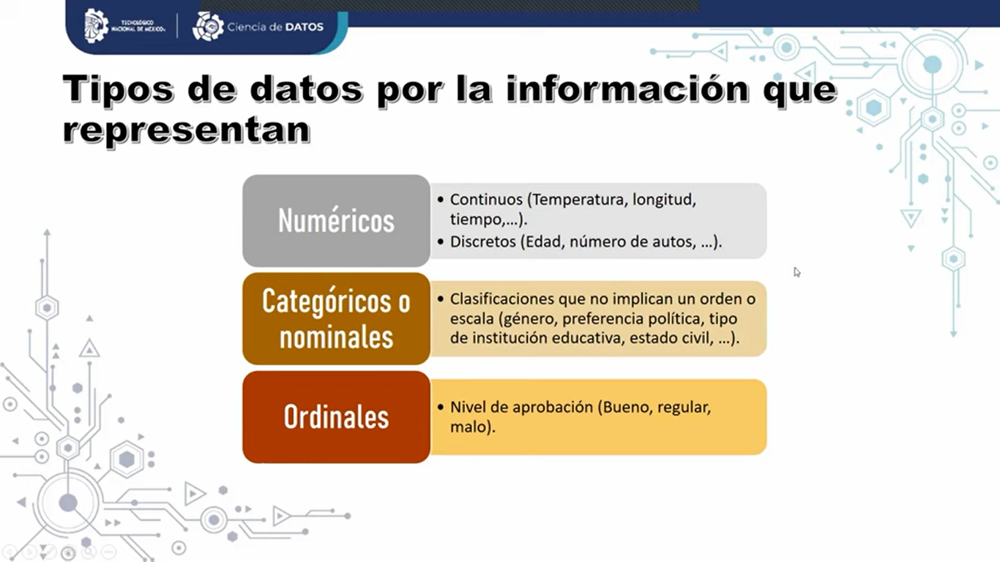 TECNOLÓGICO
NACIONAL DE MÉXICO
Ciencia de DATOS
Tipos de datos por la información que
representan
Numéricos
• Continuos (Temperatura, longitud,
tiempo,...).
• Discretos (Edad, número de autos, ...).
Categóricos o
nominales
• Clasificaciones que no implican un orden o
escala (género, preferencia política, tipo
de institución educativa, estado civil, ...).
Ordinales
• Nivel de aprobación (Bueno, regular,
malo).